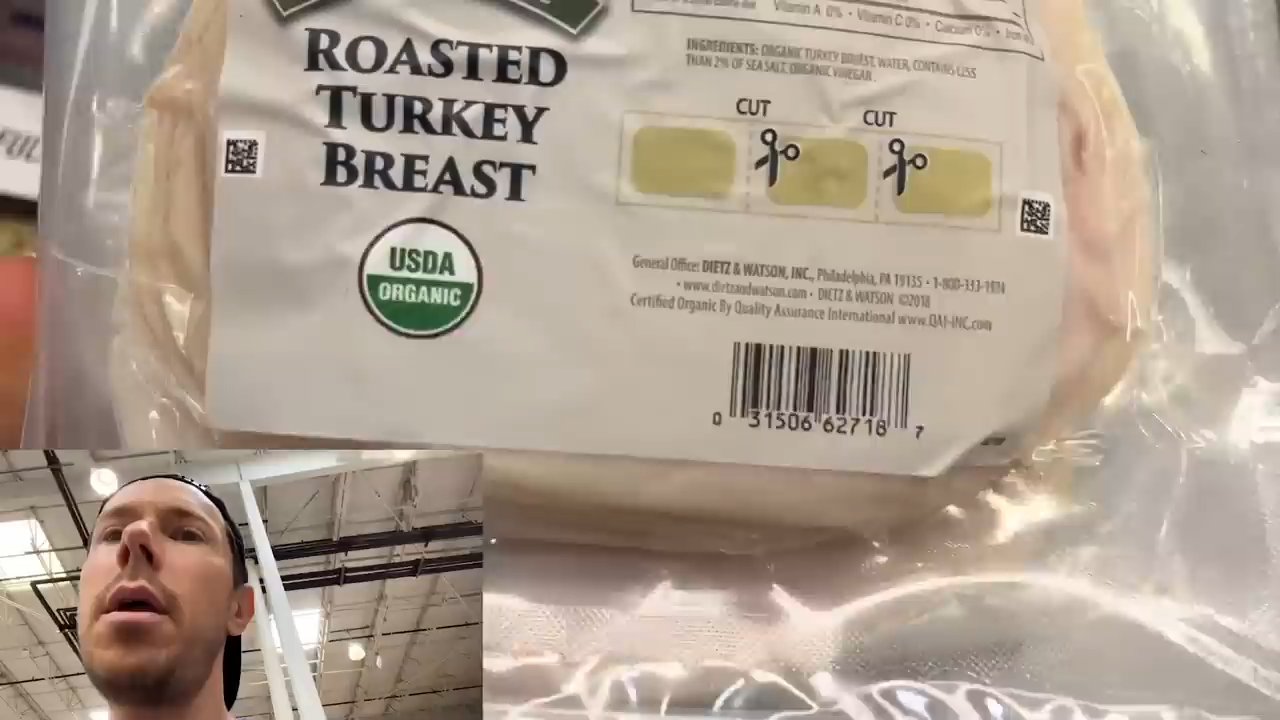 Vitamin A 0% • Vitamin C 0% • Calcium 0% • Iron
ROASTED
TURKEY
BREAST
INGREDIENTS: ORGANIC TURKEY BREAST, WATER, CONTAINS LESS
THAN 2% OF SEA SALT, ORGANIC VINEGAR.
CUT
CUT
USDA
ORGANIC
General Office: DIETZ & WATSON, INC., Philadelphia, PA 19135 • 1-800-333-1974
• www.dietzandwatson.com • DIETZ & WATSON ©2018
Certified Organic By Quality Assurance International www.QAI-INC.com
0 31506 62718 7